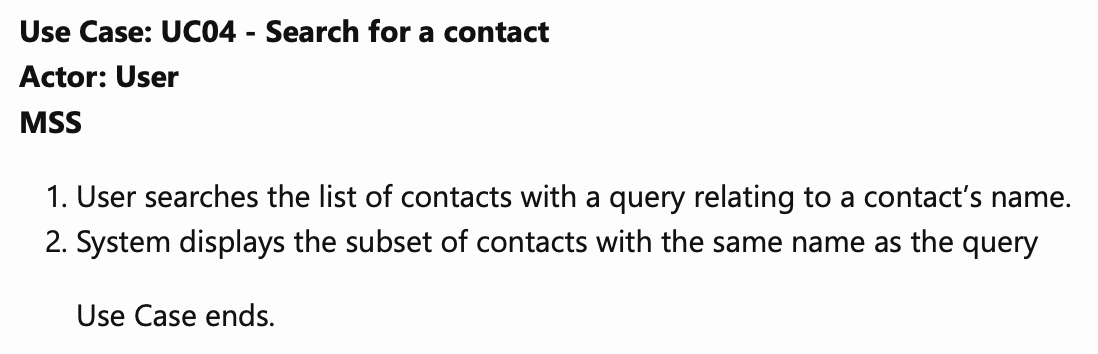 Use Case: UC04 - Search for a contact
Actor: User
MSS
1. User searches the list of contacts with a query relating to a contact’s name.
2. System displays the subset of contacts with the same name as the query
Use Case ends.